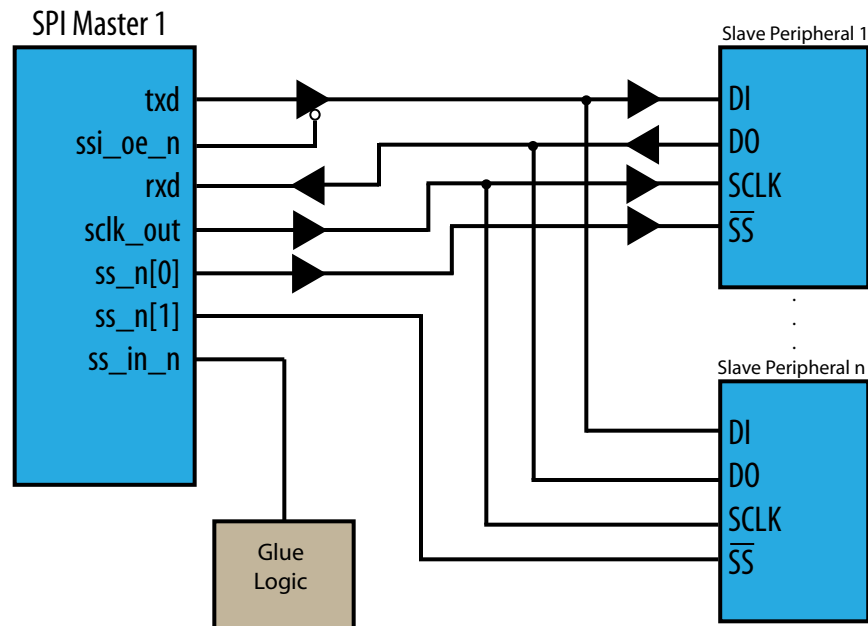 SPI Master 1
txd
ssi_oe_n
rxd
sclk_out
ss_n[0]
ss_n[1]
ss_in_n
Glue
Logic
Slave Peripheral 1
DI
DO
SCLK
SS
Slave Peripheral n
DI
DO
SCLK
SS